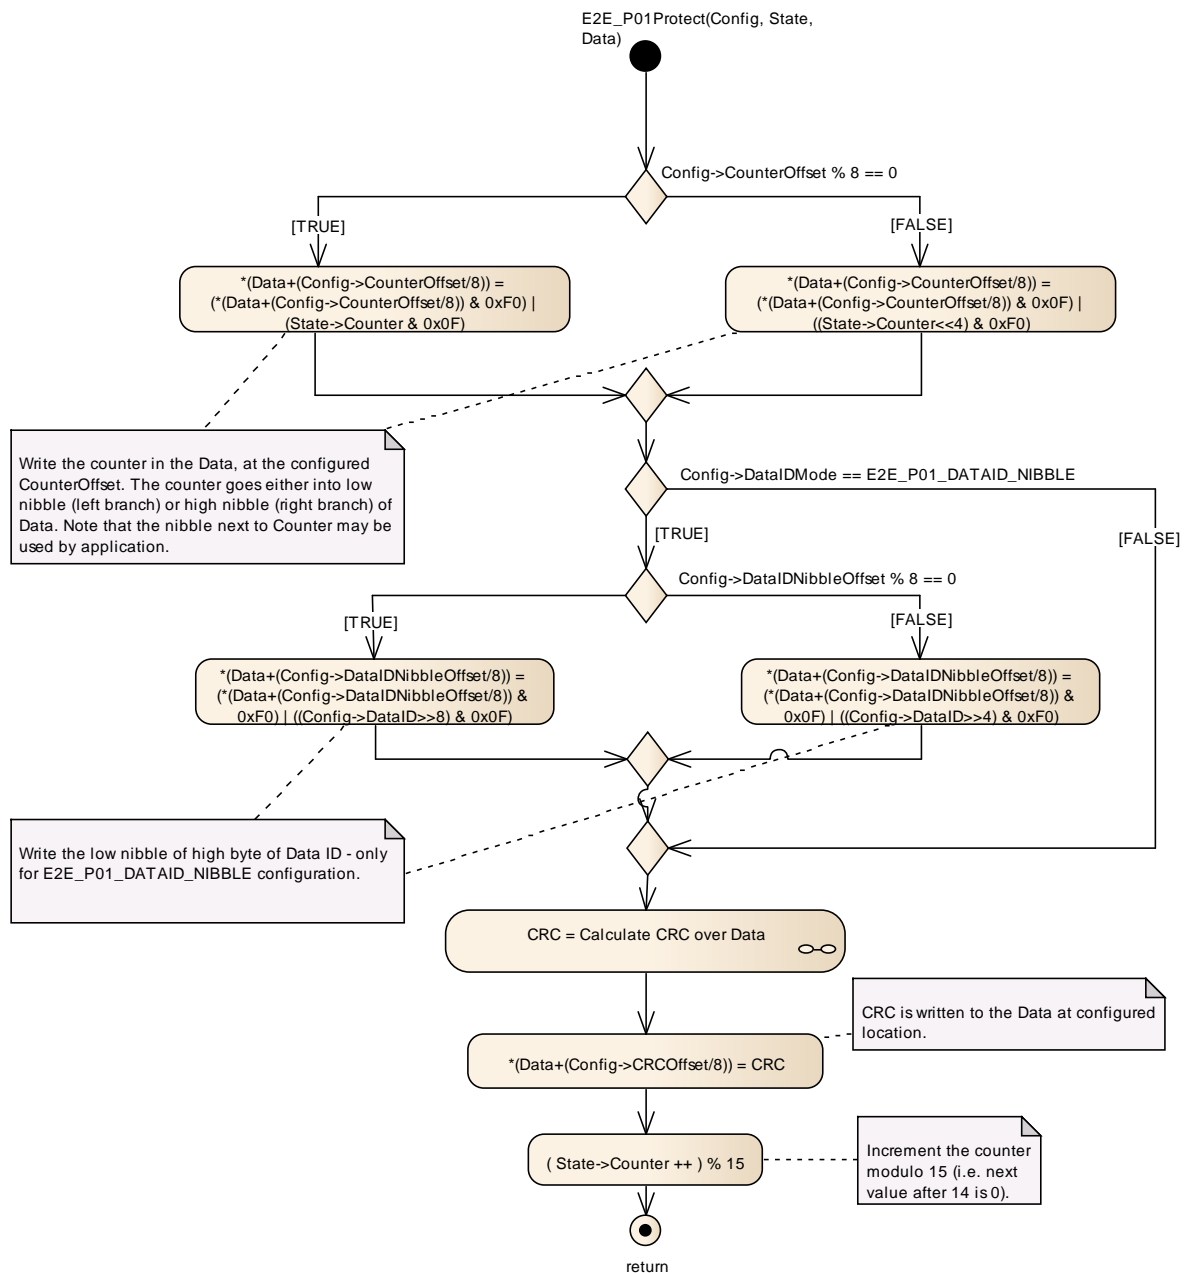 E2E_P01Protect(Config, State,
Data)
Config->CounterOffset % 8 == 0
[TRUE]
[FALSE]
*(Data+(Config->CounterOffset/8)) =
(*(Data+(Config->CounterOffset/8)) & 0xF0) |
(State->Counter & 0x0F)
*(Data+(Config->CounterOffset/8)) =
(*(Data+(Config->CounterOffset/8)) & 0x0F) |
((State->Counter<<4) & 0xF0)
Write the counter in the Data, at the configured
CounterOffset. The counter goes either into low
nibble (left branch) or high nibble (right branch) of
Data. Note that the nibble next to Counter may be
used by application.
Config->DataIDMode == E2E_P01_DATAID_NIBBLE
[TRUE]
[FALSE]
Config->DataIDNibbleOffset % 8 == 0
[TRUE]
[FALSE]
*(Data+(Config->DataIDNibbleOffset/8)) =
(*(Data+(Config->DataIDNibbleOffset/8)) &
0xF0) | ((Config->DataID>>8) & 0x0F)
*(Data+(Config->DataIDNibbleOffset/8)) =
(*(Data+(Config->DataIDNibbleOffset/8)) &
0x0F) | ((Config->DataID>>4) & 0xF0)
Write the low nibble of high byte of Data ID - only
for E2E_P01_DATAID_NIBBLE configuration.
CRC = Calculate CRC over Data
CRC is written to the Data at configured
location.
*(Data+(Config->CRCOffset/8)) = CRC
( State->Counter ++ ) % 15
Increment the counter
modulo 15 (i.e. next
value after 14 is 0).
return